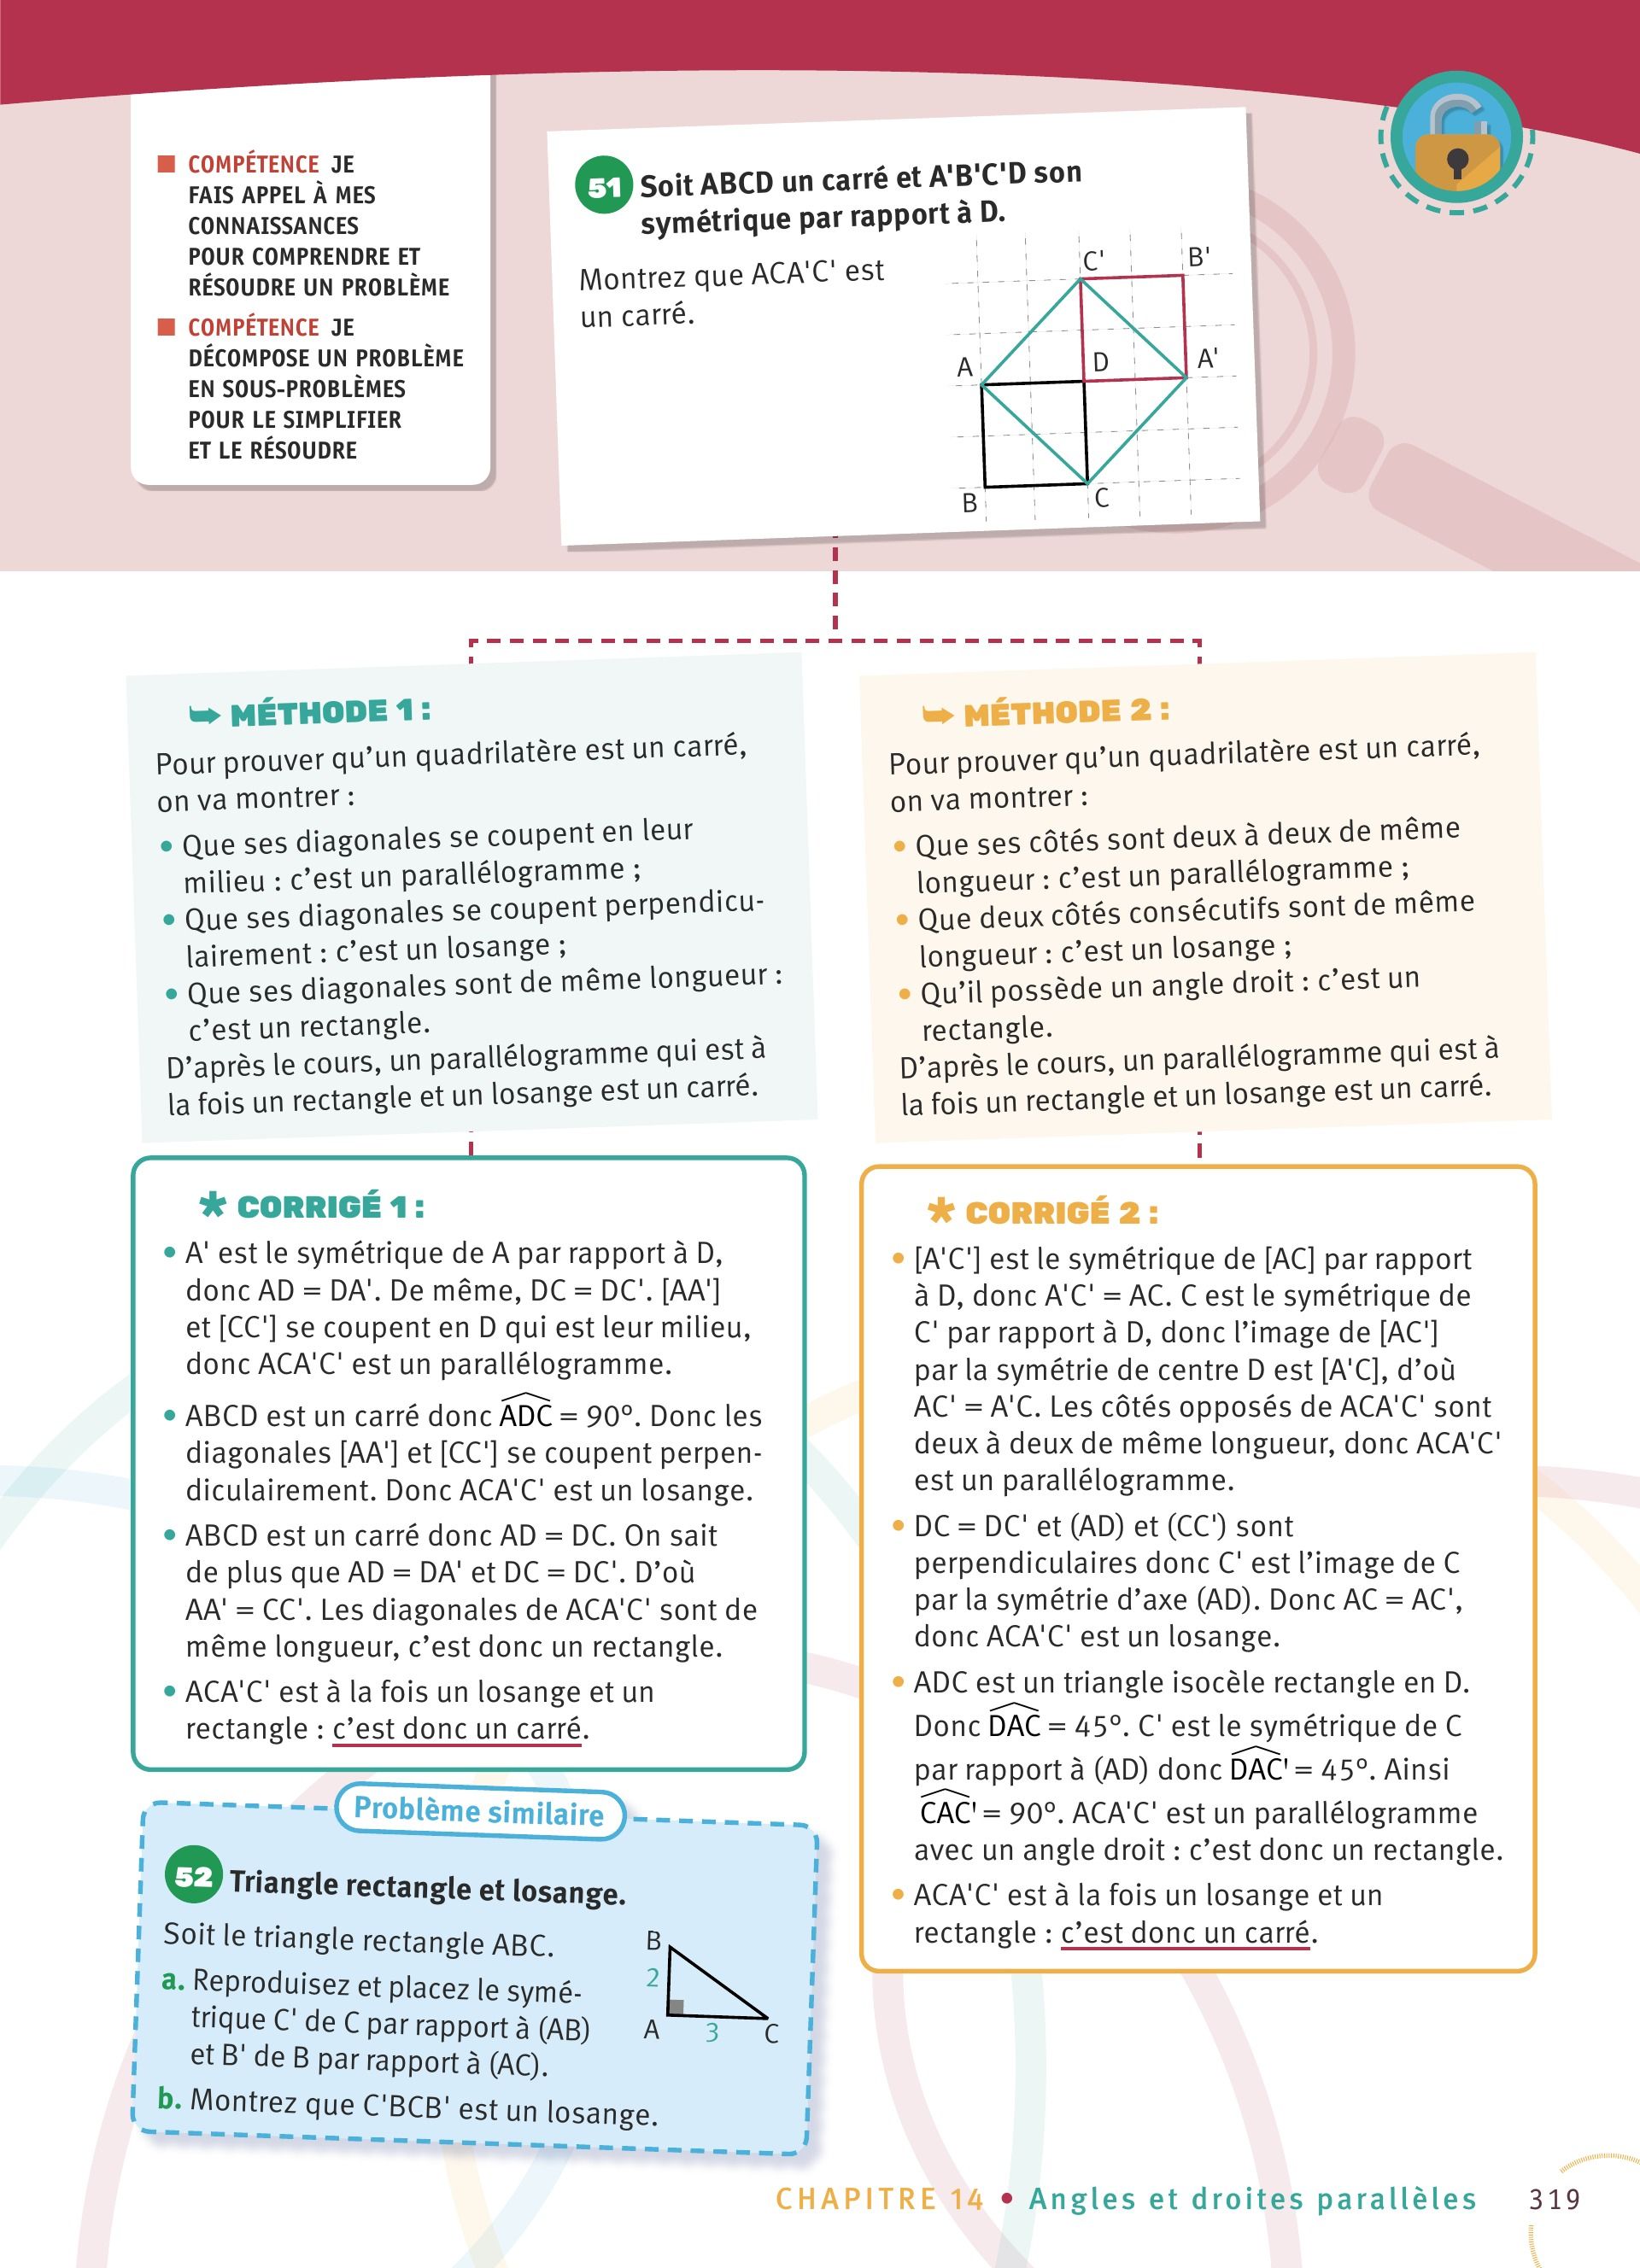 COMPÉTENCE JE
FAIS APPEL À MES
CONNAISSANCES
POUR COMPRENDRE ET
RÉSOUDRE UN PROBLÈME
COMPÉTENCE JE
DÉCOMPOSE UN PROBLÈME
EN SOUS-PROBLÈMES
POUR LE SIMPLIFIER
ET LE RÉSOUDRE
51 Soit ABCD un carré et A'B'C'D son
symétrique par rapport à D.
Montrez que ACA'C' est
un carré.
C' B'
A D A'
B C
MÉTHODE 1 :
Pour prouver qu’un quadrilatère est un carré,
on va montrer :
• Que ses diagonales se coupent en leur
milieu : c’est un parallélogramme ;
• Que ses diagonales se coupent perpendicu-
lairement : c’est un losange ;
• Que ses diagonales sont de même longueur :
c’est un rectangle.
D’après le cours, un parallélogramme qui est à
la fois un rectangle et un losange est un carré.
* CORRIGÉ 1 :
• A' est le symétrique de A par rapport à D,
donc AD = DA'. De même, DC = DC'. [AA']
et [CC'] se coupent en D qui est leur milieu,
donc ACA'C' est un parallélogramme.
• ABCD est un carré donc ADC = 90°. Donc les
diagonales [AA'] et [CC'] se coupent perpen-
diculairement. Donc ACA'C' est un losange.
• ABCD est un carré donc AD = DC. On sait
de plus que AD = DA' et DC = DC'. D’où
AA' = CC'. Les diagonales de ACA'C' sont de
même longueur, c’est donc un rectangle.
• ACA'C' est à la fois un losange et un
rectangle : c’est donc un carré.
MÉTHODE 2 :
Pour prouver qu’un quadrilatère est un carré,
on va montrer :
• Que ses côtés sont deux à deux de même
longueur : c’est un parallélogramme ;
• Que deux côtés consécutifs sont de même
longueur : c’est un losange ;
• Qu’il possède un angle droit : c’est un
rectangle.
D’après le cours, un parallélogramme qui est à
la fois un rectangle et un losange est un carré.
* CORRIGÉ 2 :
• [A'C'] est le symétrique de [AC] par rapport
à D, donc A'C' = AC. C est le symétrique de
C' par rapport à D, donc l’image de [AC']
par la symétrie de centre D est [A'C], d’où
AC' = A'C. Les côtés opposés de ACA'C' sont
deux à deux de même longueur, donc ACA'C'
est un parallélogramme.
• DC = DC' et (AD) et (CC') sont
perpendiculaires donc C' est l’image de C
par la symétrie d’axe (AD). Donc AC = AC',
donc ACA'C' est un losange.
• ADC est un triangle isocèle rectangle en D.
Donc DAC = 45°. C' est le symétrique de C
par rapport à (AD) donc DAC' = 45°. Ainsi
CAC' = 90°. ACA'C' est un parallélogramme
avec un angle droit : c’est donc un rectangle.
• ACA'C' est à la fois un losange et un
rectangle : c’est donc un carré.
Problème similaire
52 Triangle rectangle et losange.
Soit le triangle rectangle ABC.
a. Reproduisez et placez le symé-
trique C' de C par rapport à (AB)
et B' de B par rapport à (AC).
b. Montrez que C'BCB' est un losange.
B
2
A 3 C
CHAPITRE 14 • Angles et droites parallèles 319